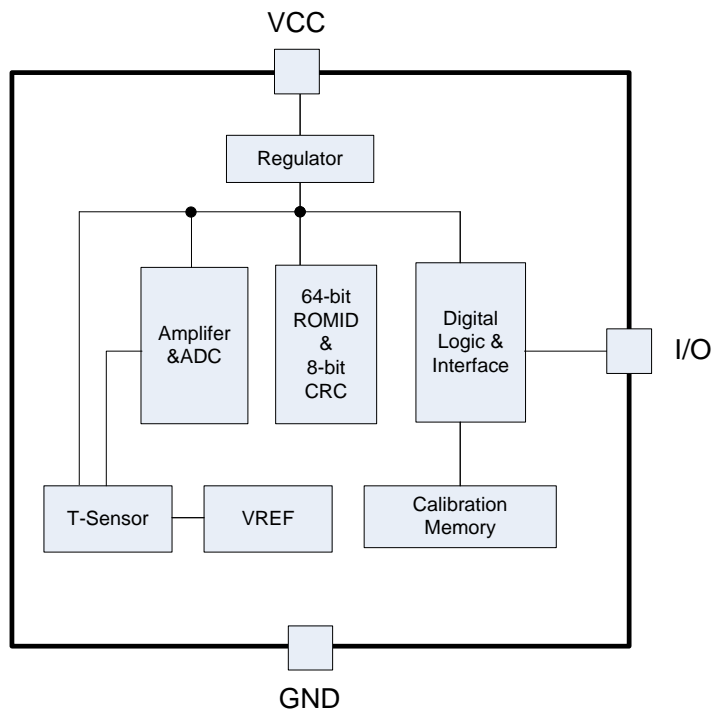 VCC
Regulator
Amplifer
&ADC
64-bit
ROMID
&
8-bit
CRC
Digital
Logic &
Interface
I/O
T-Sensor
VREF
Calibration
Memory
GND